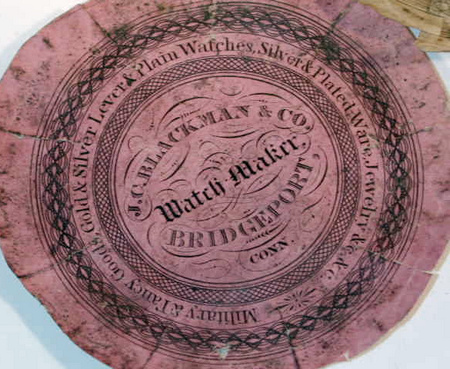 J.C. BLACKMAN & CO.
Watch Maker,
BRIDGEPORT,
CONN.
Gold & Silver Lever & Plain Watches, Silver & Plated Ware, Jewelry &c. &c.
Military & Fancy Goods